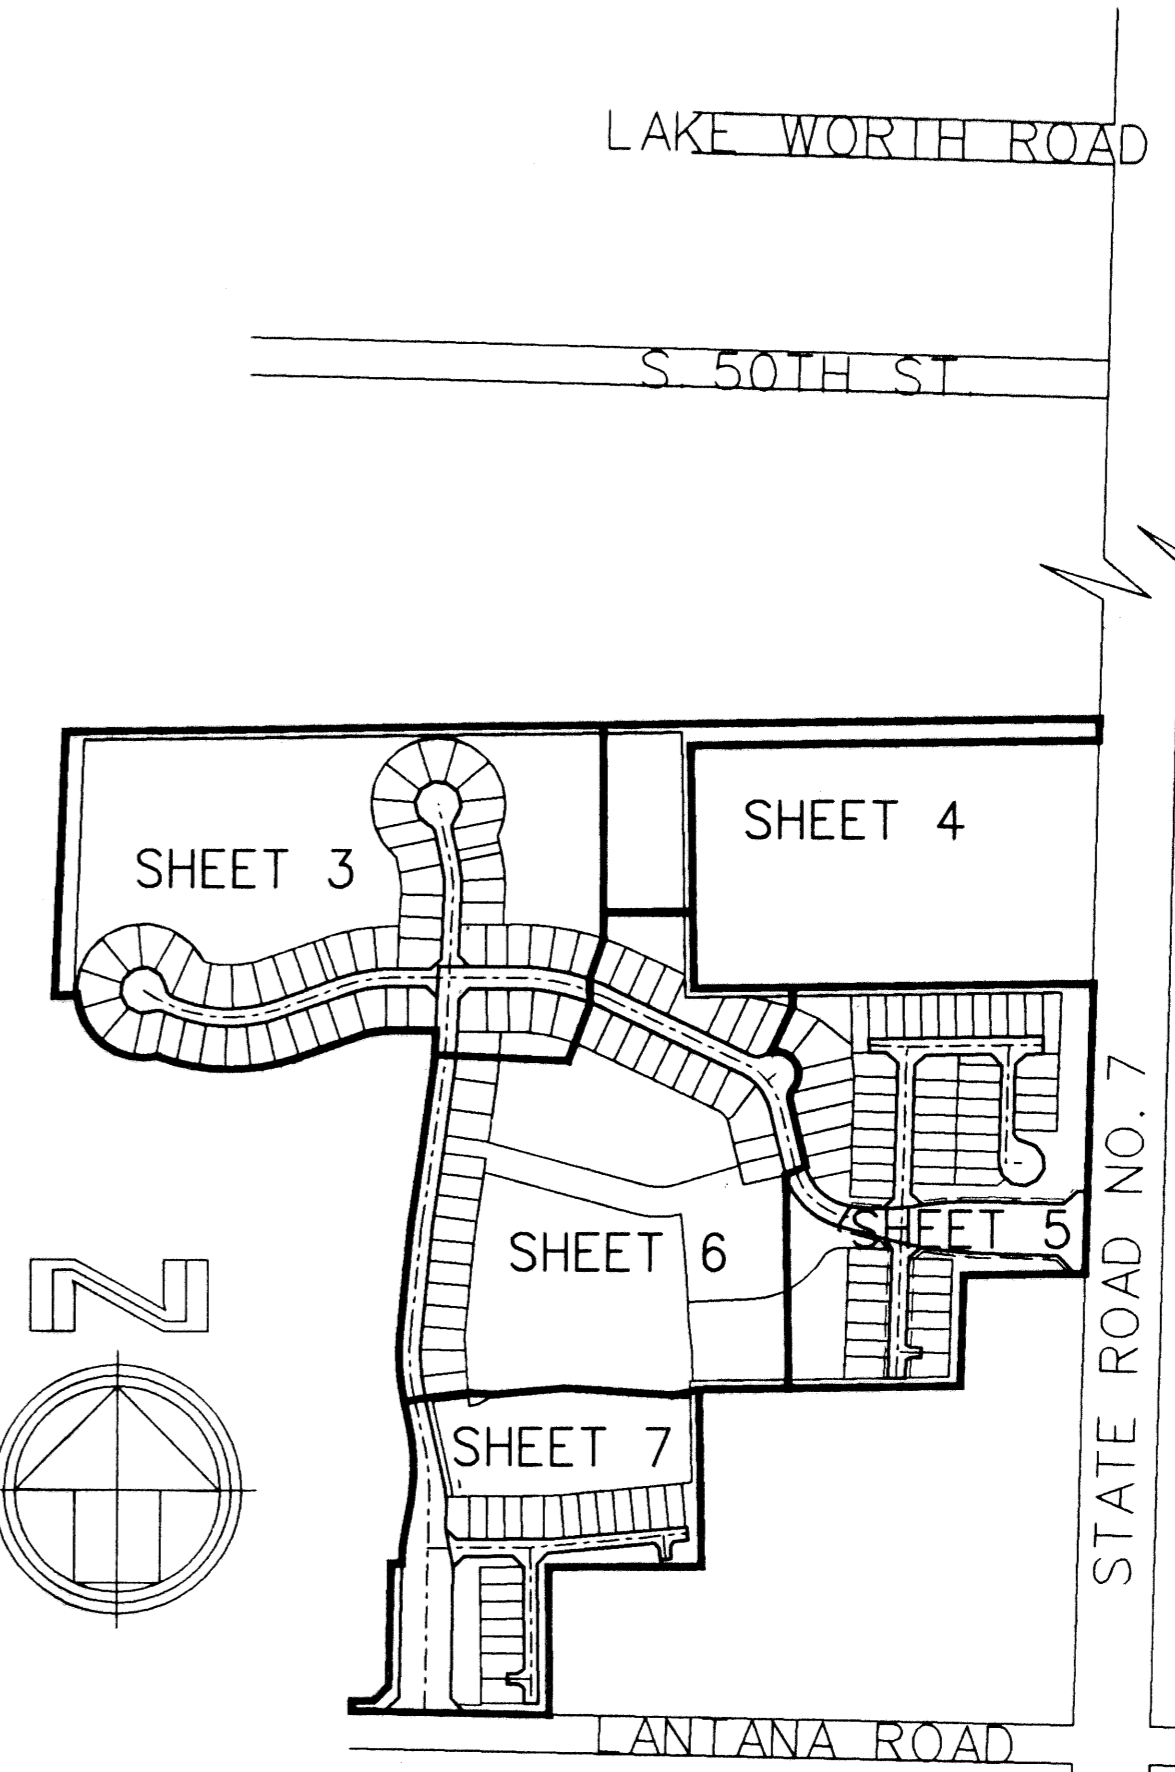 LAKE WORTH ROAD
S. 50TH ST.
SHEET 4
SHEET 3
SHEET 5
SHEET 6
STATE ROAD NO. 7
N
SHEET 7
LANTANA ROAD